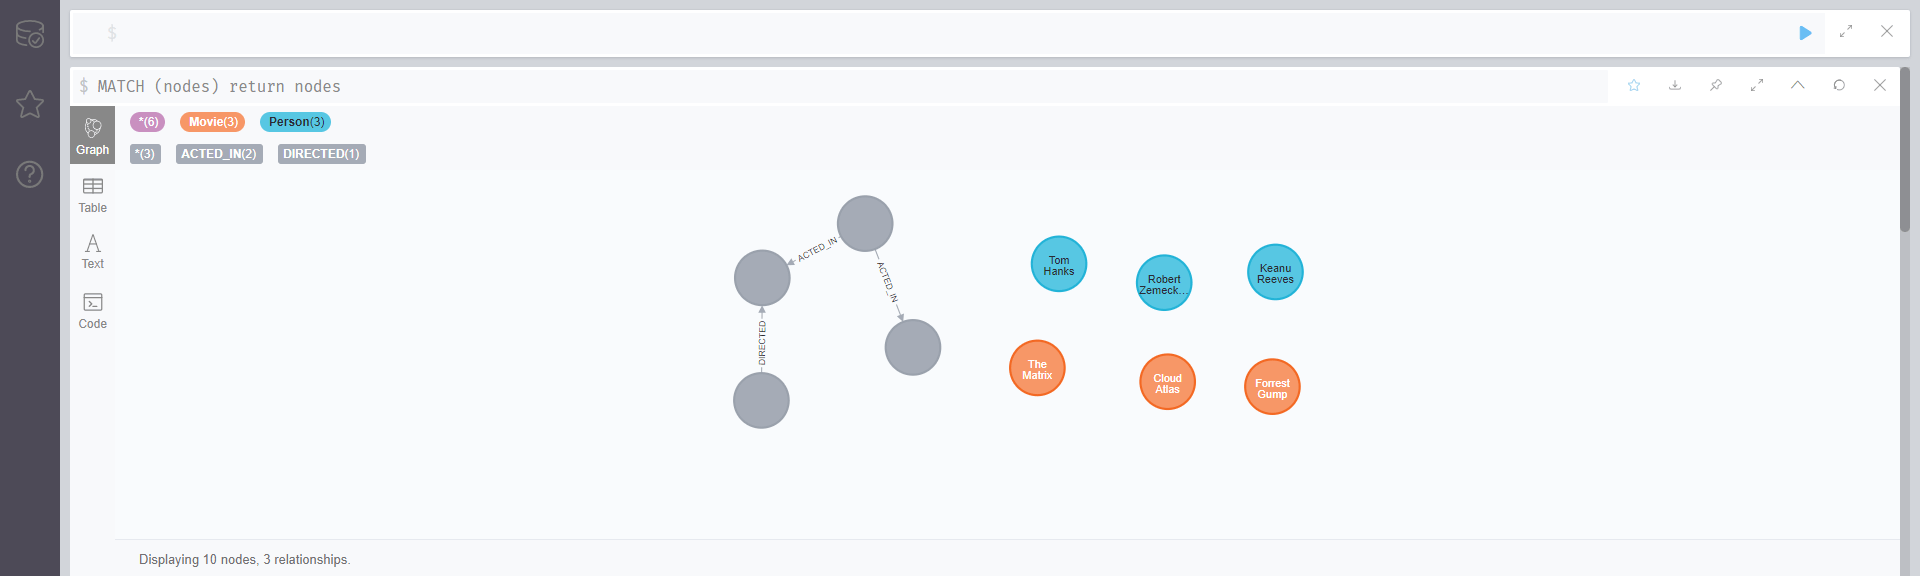 $
$ MATCH (nodes) return nodes
*(6) Movie(3) Person(3)
*(3) ACTED_IN(2) DIRECTED(1)
Graph
Table
Text
Code
ACTED_IN
ACTED_IN
DIRECTED
Tom
Hanks
Robert
Zemeck...
Keanu
Reeves
The
Matrix
Cloud
Atlas
Forrest
Gump
Displaying 10 nodes, 3 relationships.